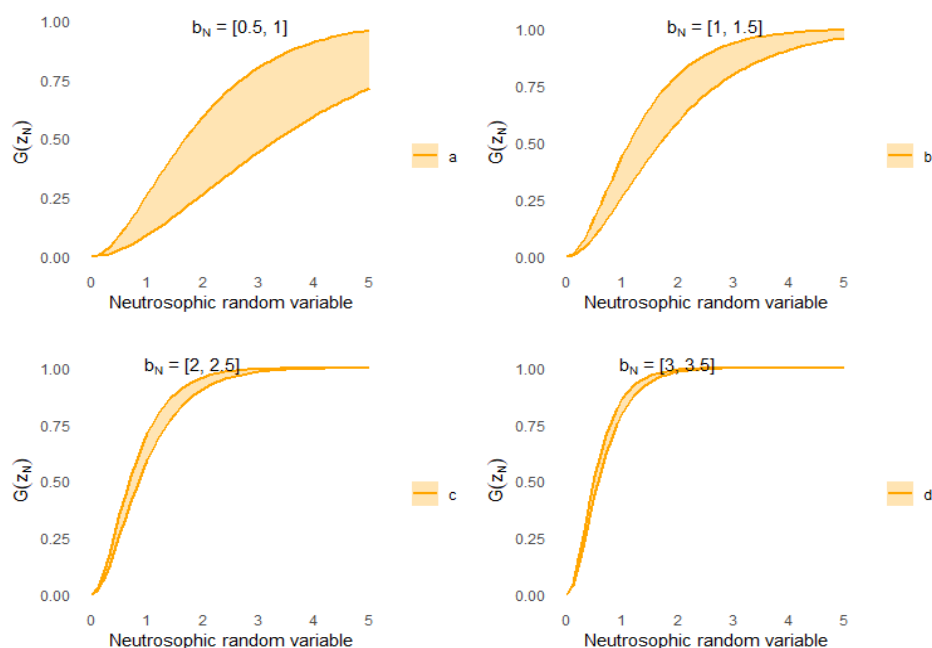 b_N = [0.5, 1]
1.00
0.75
0.50
0.25
0.00
G(z_N)
0 1 2 3 4 5
Neutrosophic random variable
a
b_N = [1, 1.5]
1.00
0.75
0.50
0.25
0.00
G(z_N)
0 1 2 3 4 5
Neutrosophic random variable
b
b_N = [2, 2.5]
1.00
0.75
0.50
0.25
0.00
G(z_N)
0 1 2 3 4 5
Neutrosophic random variable
c
b_N = [3, 3.5]
1.00
0.75
0.50
0.25
0.00
G(z_N)
0 1 2 3 4 5
Neutrosophic random variable
d